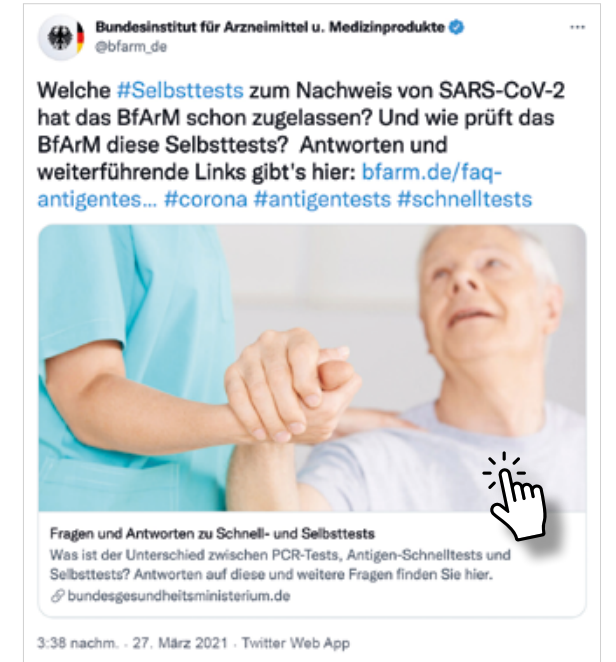 Bundesinstitut für Arzneimittel u. Medizinprodukte
@bfarm_de
Welche #Selbsttests zum Nachweis von SARS-CoV-2
hat das BfArM schon zugelassen? Und wie prüft das
BfArM diese Selbsttests? Antworten und
weiterführende Links gibt's hier: bfarm.de/faq-
antigentes... #corona #antigentests #schnelltests
Fragen und Antworten zu Schnell- und Selbsttests
Was ist der Unterschied zwischen PCR-Tests, Antigen-Schnelltests und
Selbsttests? Antworten auf diese und weitere Fragen finden Sie hier.
bundesgesundheitsministerium.de
3:38 nachm. · 27. März 2021 · Twitter Web App